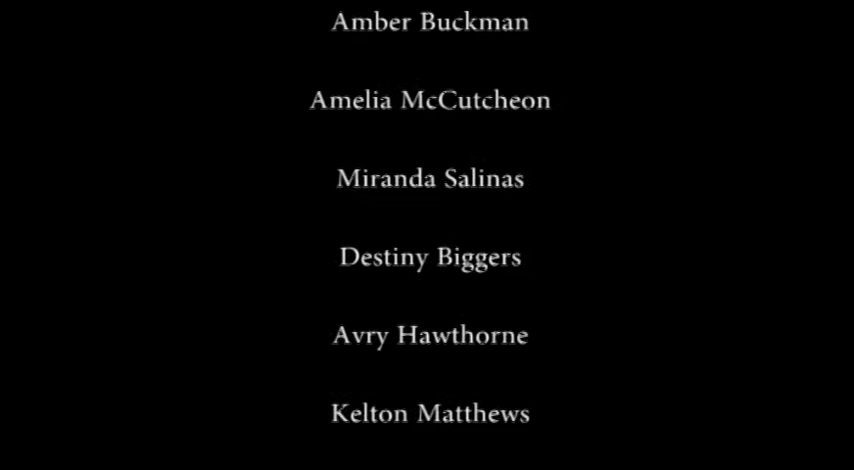 Amber Buckman
Amelia McCutcheon
Miranda Salinas
Destiny Biggers
Avry Hawthorne
Kelton Matthews